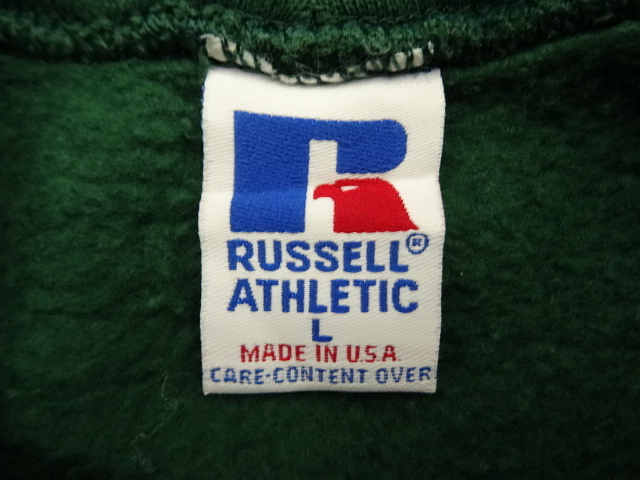 R
RUSSELL®
ATHLETIC
L
MADE IN U.S.A.
CARE-CONTENT OVER